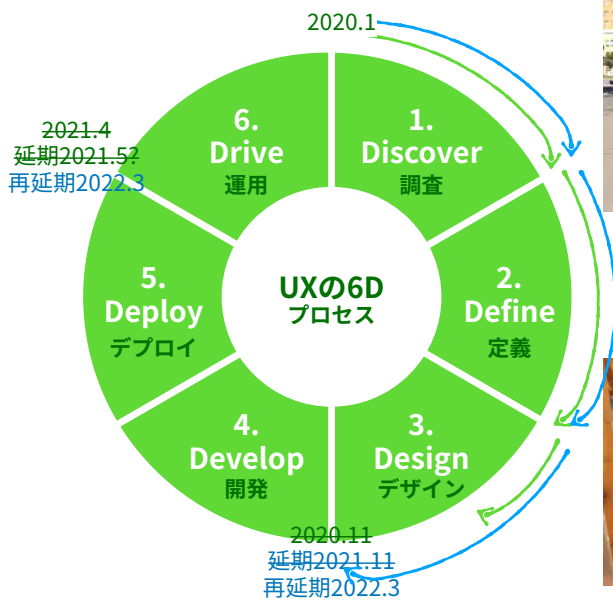 2020.1
1.
Discover
調査
2.
Define
定義
3.
Design
デザイン
2020.11
延期2021.11
再延期2022.3
4.
Develop
開発
5.
Deploy
デプロイ
2021.4
延期2021.5?
再延期2022.3
6.
Drive
運用
UXの6D
プロセス